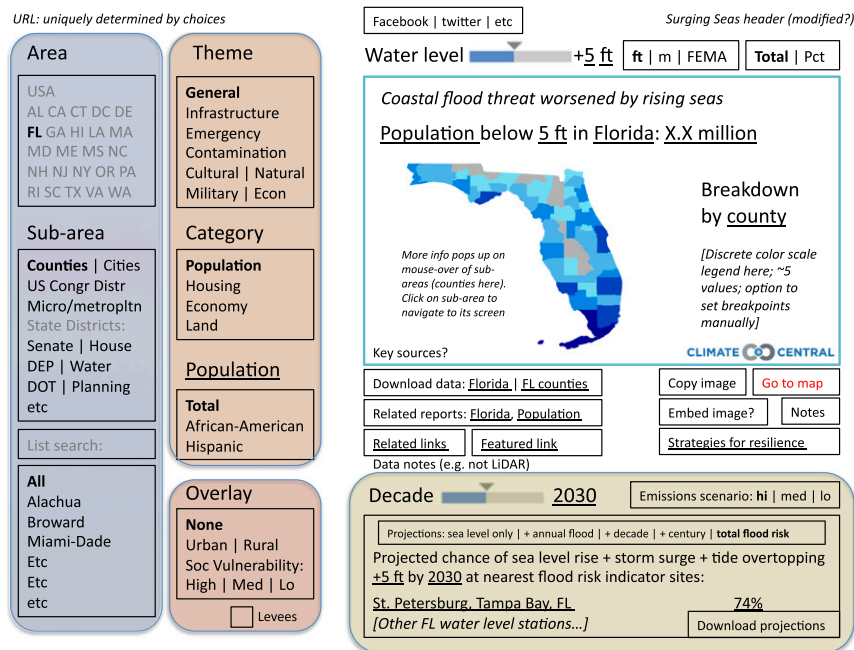 URL: uniquely determined by choices
Facebook | twitter | etc
Surging Seas header (modified?)
Area
USA
AL CA CT DC DE
FL GA HI LA MA
MD ME MS NC
NH NJ NY OR PA
RI SC TX VA WA
Sub-area
Counties | Cities
US Congr Distr
Micro/metropltn
State Districts:
Senate | House
DEP | Water
DOT | Planning
etc
List search:
All
Alachua
Broward
Miami-Dade
Etc
Etc
etc
Theme
General
Infrastructure
Emergency
Contamination
Cultural | Natural
Military | Econ
Category
Population
Housing
Economy
Land
Population
Total
African-American
Hispanic
Overlay
None
Urban | Rural
Soc Vulnerability:
High | Med | Lo
Levees
Water level +5 ft
ft | m | FEMA
Total | Pct
Coastal flood threat worsened by rising seas
Population below 5 ft in Florida: X.X million
Breakdown
by county
More info pops up on
mouse-over of sub-
areas (counties here).
Click on sub-area to
navigate to its screen
[Discrete color scale
legend here; ~5
values; option to
set breakpoints
manually]
Key sources?
CLIMATE CENTRAL
Download data: Florida | FL counties
Copy image
Go to map
Related reports: Florida, Population
Embed image?
Notes
Related links
Featured link
Strategies for resilience
Data notes (e.g. not LiDAR)
Decade 2030
Emissions scenario: hi | med | lo
Projections: sea level only | + annual flood | + decade | + century | total flood risk
Projected chance of sea level rise + storm surge + tide overtopping
+5 ft by 2030 at nearest flood risk indicator sites:
St. Petersburg, Tampa Bay, FL 74%
[Other FL water level stations…]
Download projections